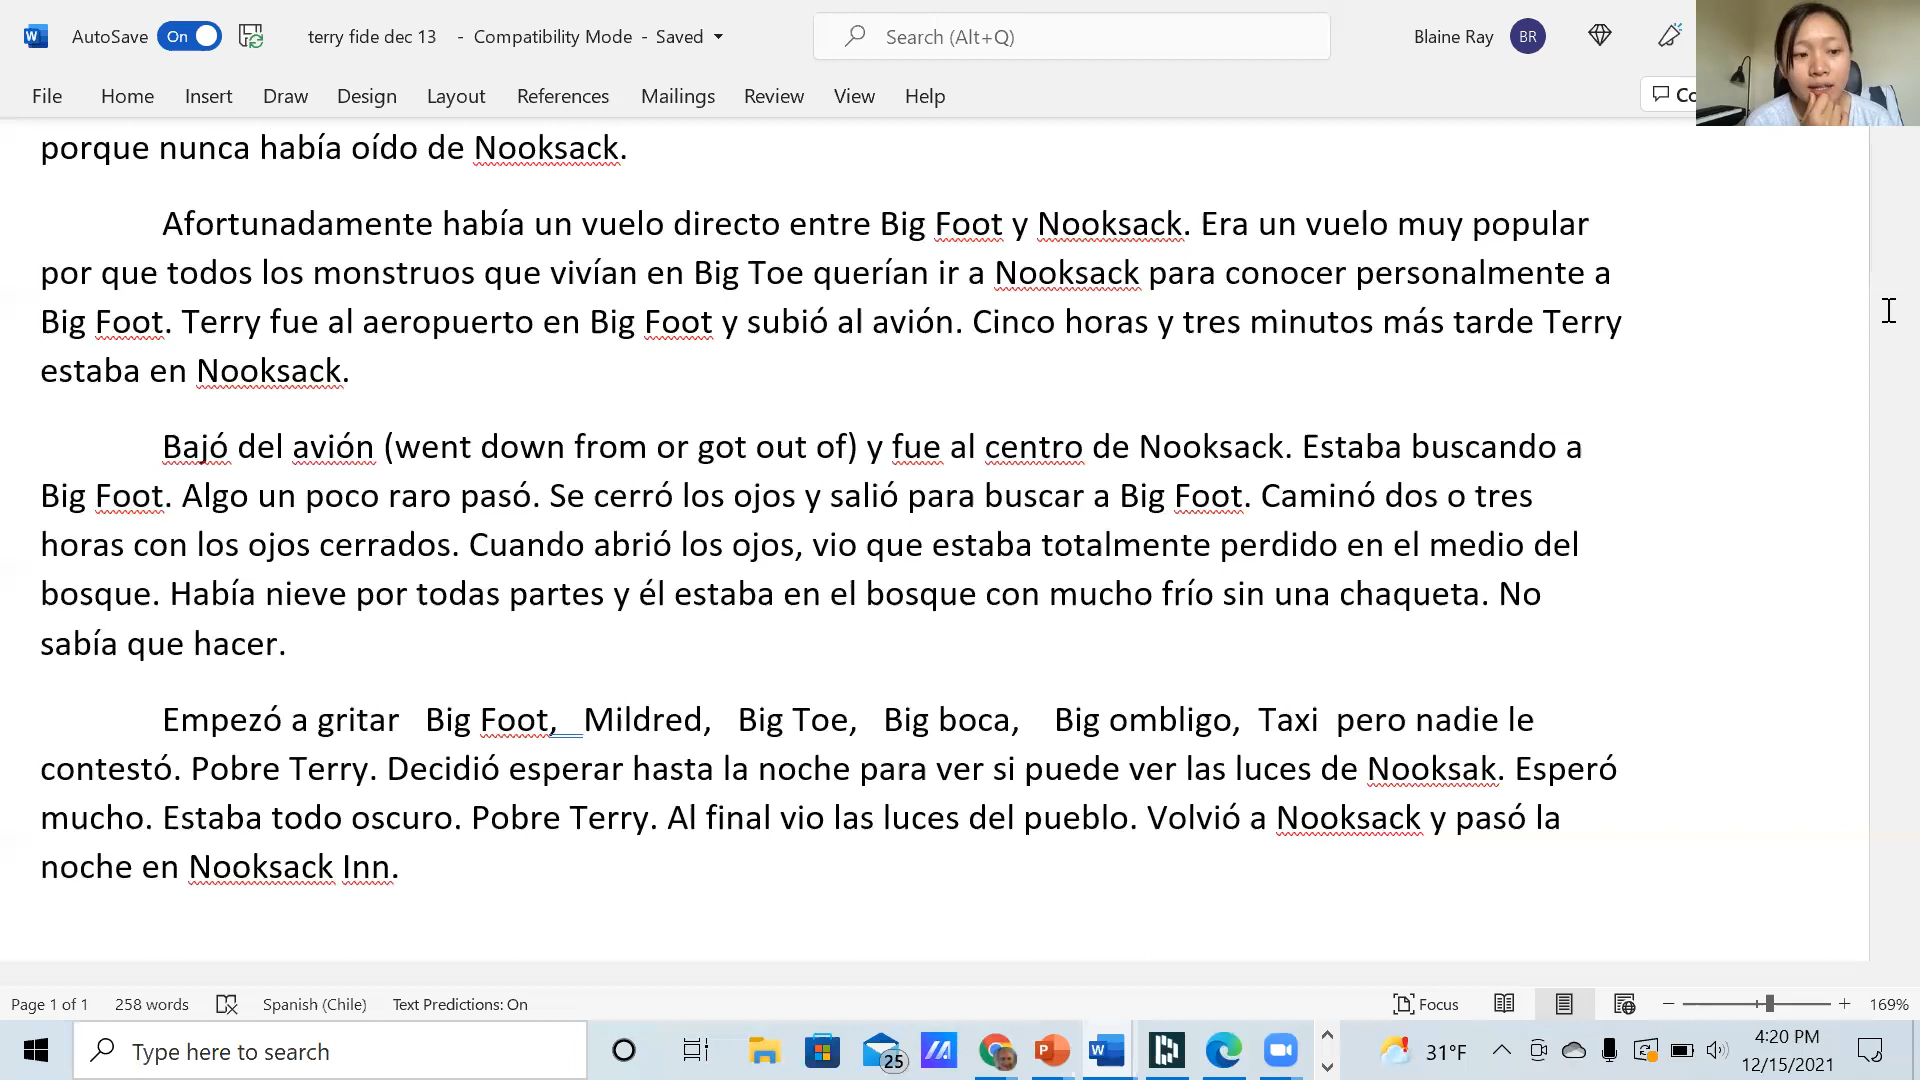 AutoSave On terry fide dec 13 - Compatibility Mode - Saved Search (Alt+Q) Blaine Ray BR
File Home Insert Draw Design Layout References Mailings Review View Help Co
porque nunca había oído de Nooksack.
Afortunadamente había un vuelo directo entre Big Foot y Nooksack. Era un vuelo muy popular
por que todos los monstruos que vivían en Big Toe querían ir a Nooksack para conocer personalmente a
Big Foot. Terry fue al aeropuerto en Big Foot y subió al avión. Cinco horas y tres minutos más tarde Terry
estaba en Nooksack.
Bajó del avión (went down from or got out of) y fue al centro de Nooksack. Estaba buscando a
Big Foot. Algo un poco raro pasó. Se cerró los ojos y salió para buscar a Big Foot. Caminó dos o tres
horas con los ojos cerrados. Cuando abrió los ojos, vio que estaba totalmente perdido en el medio del
bosque. Había nieve por todas partes y él estaba en el bosque con mucho frío sin una chaqueta. No
sabía que hacer.
Empezó a gritar Big Foot, Mildred, Big Toe, Big boca, Big ombligo, Taxi pero nadie le
contestó. Pobre Terry. Decidió esperar hasta la noche para ver si puede ver las luces de Nooksak. Esperó
mucho. Estaba todo oscuro. Pobre Terry. Al final vio las luces del pueblo. Volvió a Nooksack y pasó la
noche en Nooksack Inn.
Page 1 of 1 258 words Spanish (Chile) Text Predictions: On Focus 169%
Type here to search 25 31°F 4:20 PM
12/15/2021